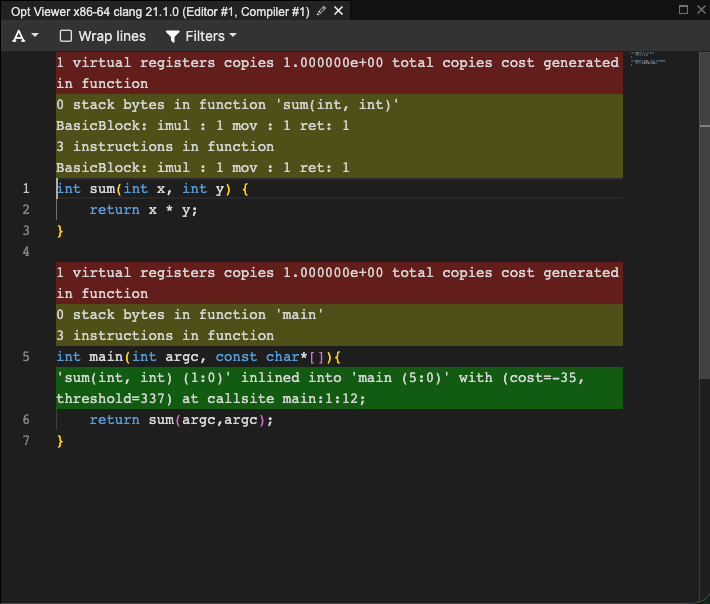 Opt Viewer x86-64 clang 21.1.0 (Editor #1, Compiler #1)
A Wrap lines Filters
1 virtual registers copies 1.000000e+00 total copies cost generated
in function
0 stack bytes in function 'sum(int, int)'
BasicBlock: imul : 1 mov : 1 ret: 1
3 instructions in function
BasicBlock: imul : 1 mov : 1 ret: 1
1 int sum(int x, int y) {
2     return x * y;
3 }
4
1 virtual registers copies 1.000000e+00 total copies cost generated
in function
0 stack bytes in function 'main'
3 instructions in function
5 int main(int argc, const char*[]){
'sum(int, int) (1:0)' inlined into 'main (5:0)' with (cost=-35,
threshold=337) at callsite main:1:12;
6     return sum(argc,argc);
7 }